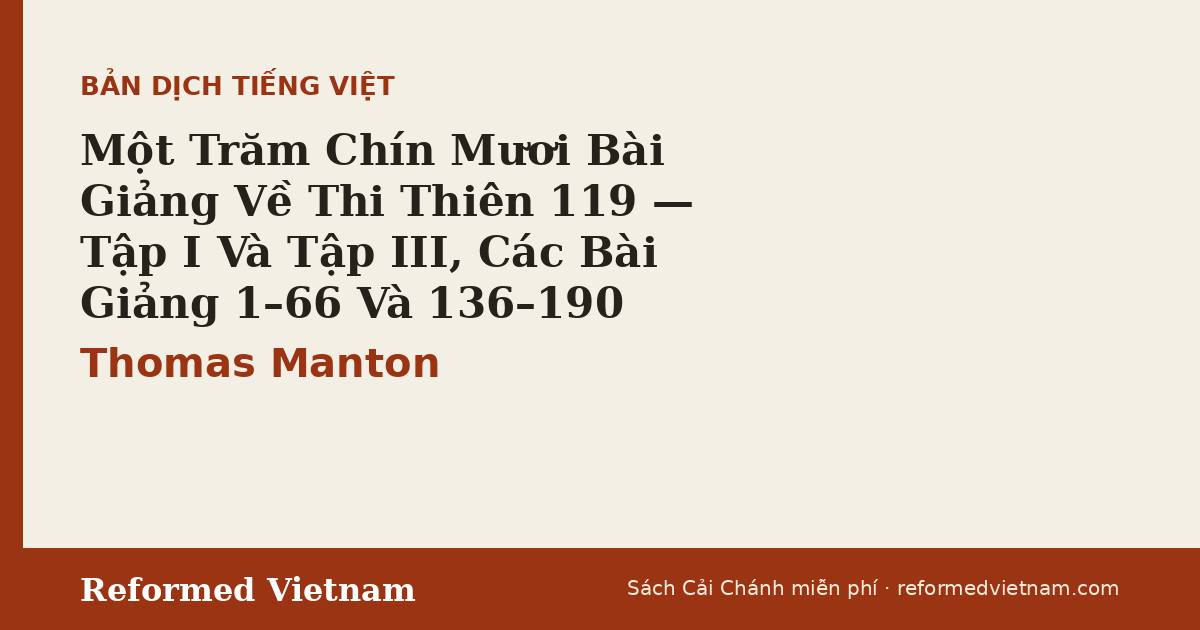 BẢN DỊCH TIẾNG VIỆT
Một Trăm Chín Mươi Bài
Giảng Về Thi Thiên 119 —
Tập I Và Tập III, Các Bài
Giảng 1–66 Và 136–190
Thomas Manton
Reformed Vietnam
Sách Cải Chánh miễn phí · reformedvietnam.com